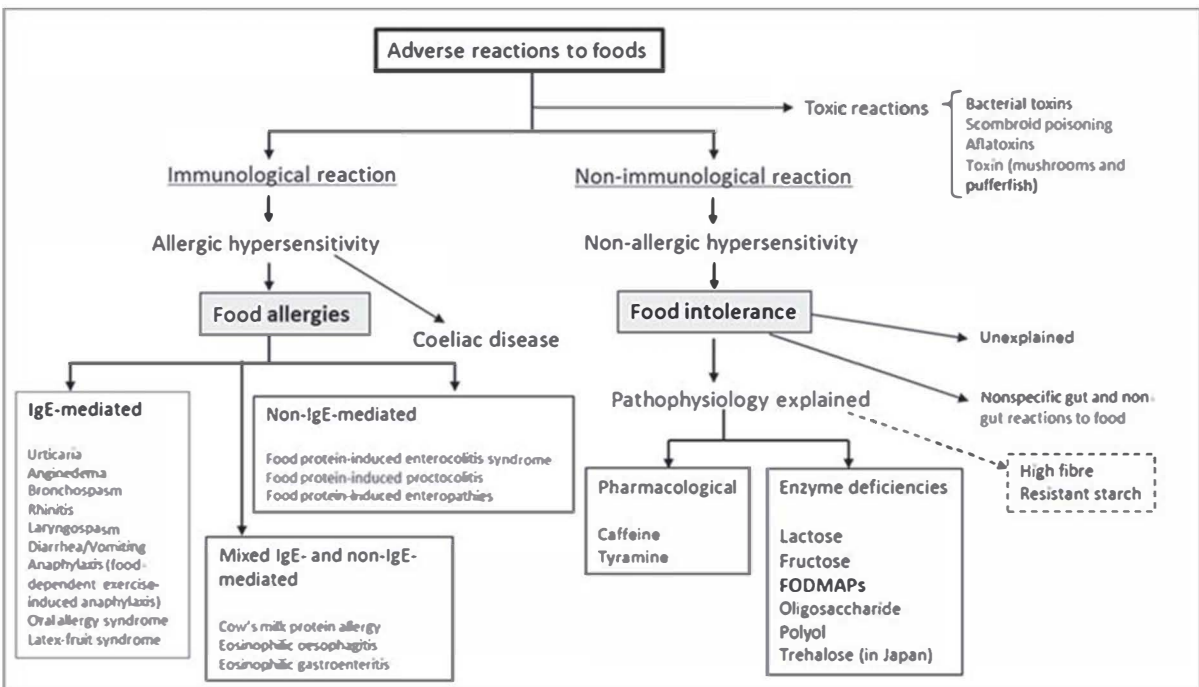 Adverse reactions to foods
Toxic reactions
Bacterial toxins
Scombroid poisoning
Aflatoxins
Toxin (mushrooms and
pufferfish)
Immunological reaction
Non-immunological reaction
Allergic hypersensitivity
Non-allergic hypersensitivity
Food allergies
Food intolerance
Coeliac disease
Unexplained
Nonspecific gut and non-
gut reactions to food
Pathophysiology explained
High fibre
Resistant starch
IgE-mediated
Urticaria
Anginedema
Bronchospasm
Rhinitis
Laryngospasm
Diarrhea/Vomiting
Anaphylaxis (food-
dependent exercise-
induced anaphylaxis)
Oral allergy syndrome
Latex-fruit syndrome
Non-IgE-mediated
Food protein-induced enterocolitis syndrome
Food protein-induced proctocolitis
Food protein-induced enteropathies
Mixed IgE- and non-IgE-
mediated
Cow's milk protein allergy
Eosinophilic oesophagitis
Eosinophilic gastroenteritis
Pharmacological
Caffeine
Tyramine
Enzyme deficiencies
Lactose
Fructose
FODMAPs
Oligosaccharide
Polyol
Trehalose (in Japan)